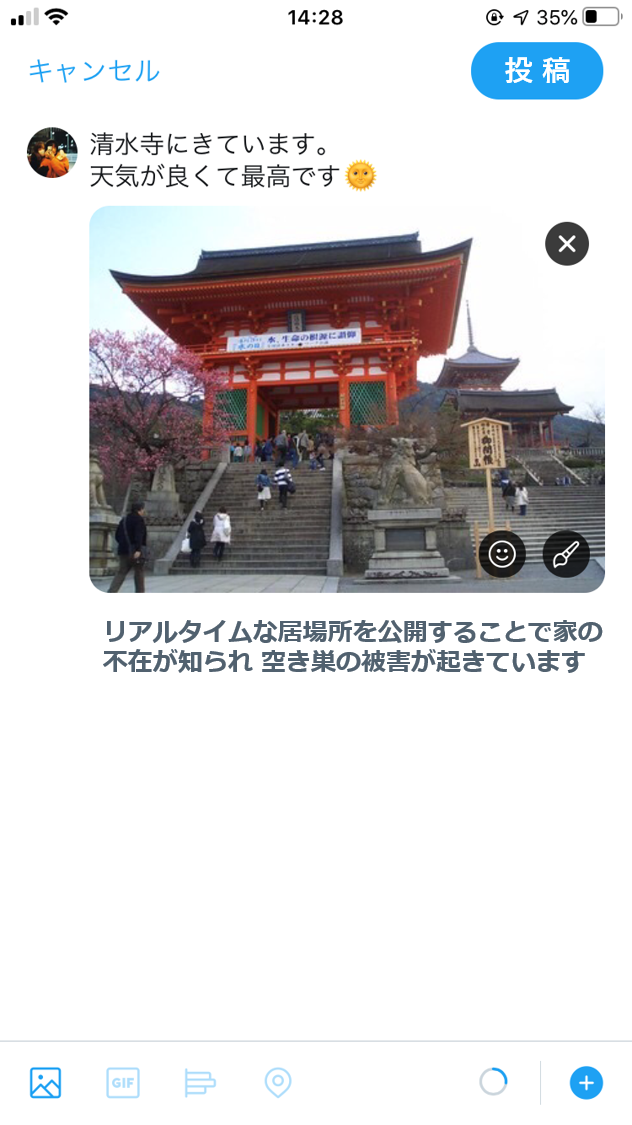 14:28
35%
キャンセル
投稿
清水寺にきています。
天気が良くて最高です🌞
水、生命の根源に讃仰
リアルタイムな居場所を公開することで家の
不在が知られ 空き巣の被害が起きています
GIF